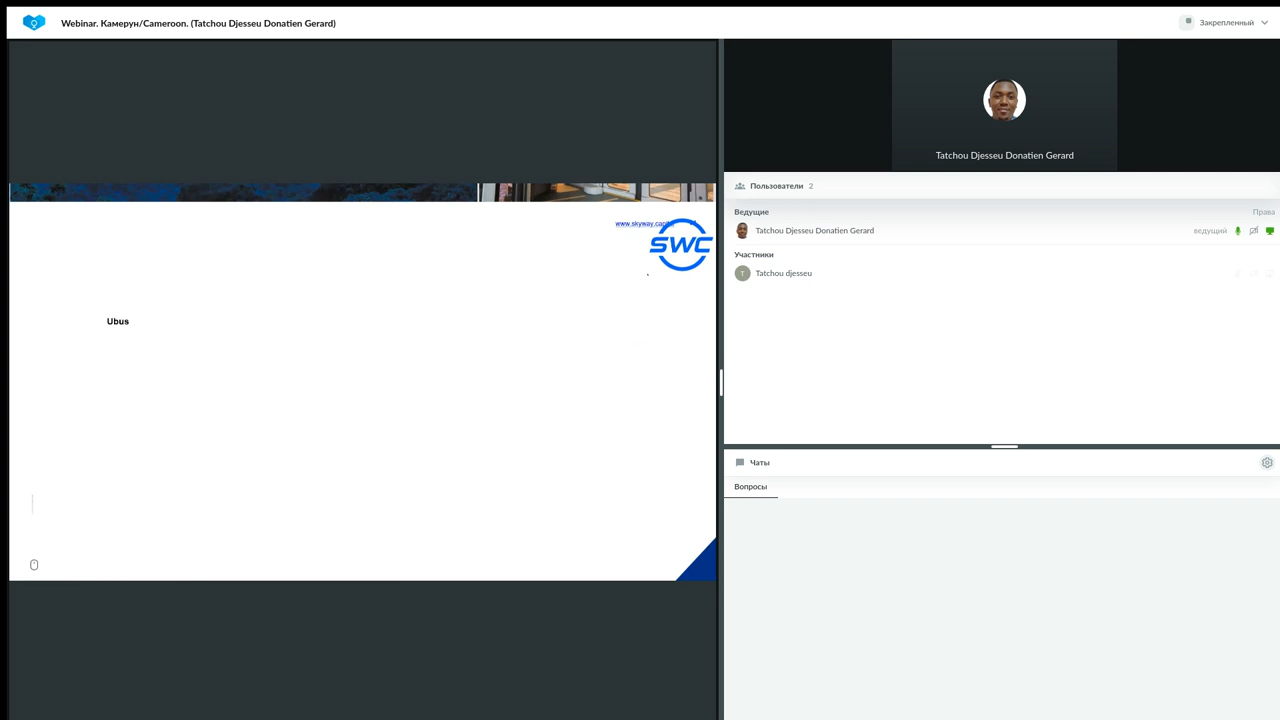 Webinar. Камерун/Cameroon. (Tatchou Djesseu Donatien Gerard)
Закрепленный
Tatchou Djesseu Donatien Gerard
Пользователи 2
Ведущие Права
Tatchou Djesseu Donatien Gerard ведущий
Участники
T Tatchou djesseu
www.skyway.capi
SWC
Ubus
Чаты
Вопросы